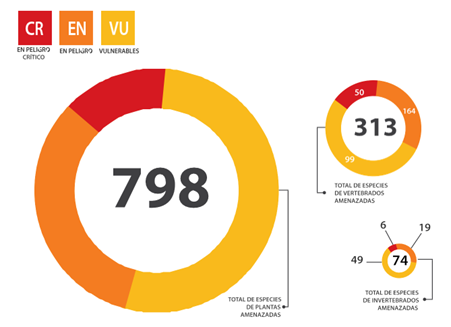 CR EN VU
EN PELIGRO CRÍTICO
EN PELIGRO
VULNERABLES
798
TOTAL DE ESPECIES
DE PLANTAS
AMENAZADAS
50
164
313
99
TOTAL DE ESPECIES
DE VERTEBRADOS
AMENAZADAS
6
19
49
74
TOTAL DE ESPECIES
DE INVERTEBRADOS
AMENAZADAS